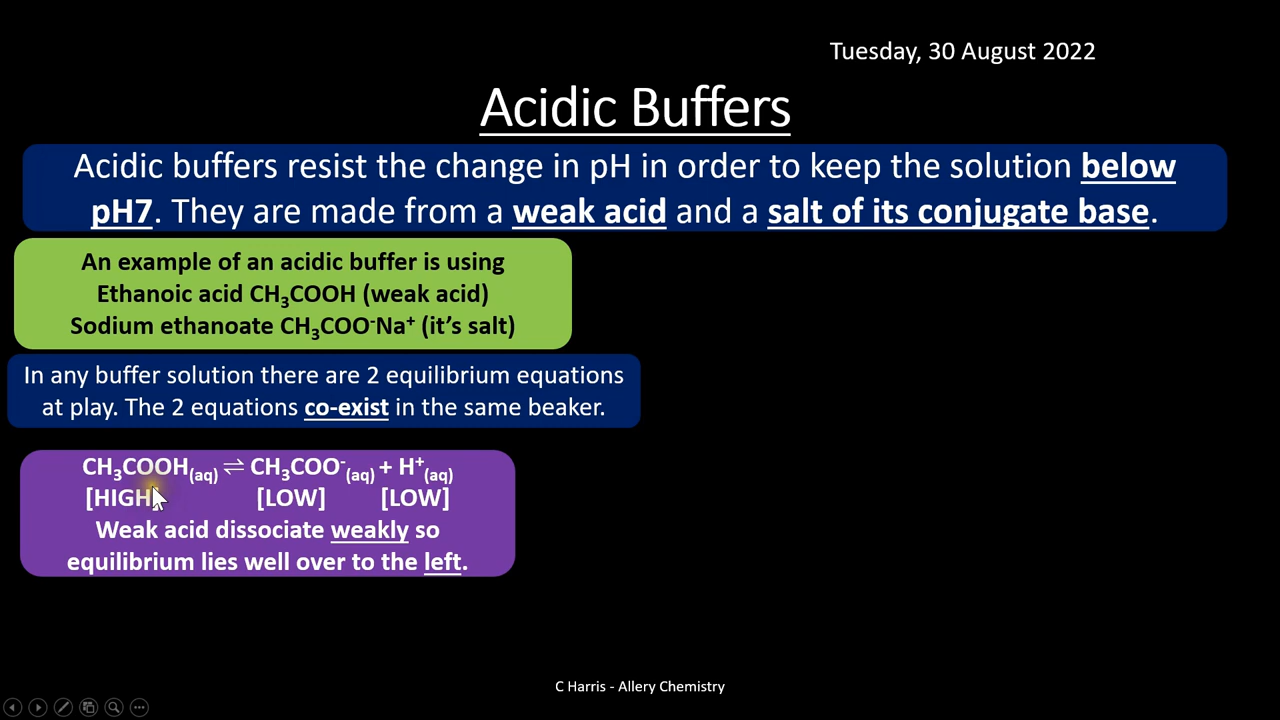 Tuesday, 30 August 2022
Acidic Buffers
Acidic buffers resist the change in pH in order to keep the solution below
pH7. They are made from a weak acid and a salt of its conjugate base.
An example of an acidic buffer is using
Ethanoic acid CH₃COOH (weak acid)
Sodium ethanoate CH₃COO⁻Na⁺ (it’s salt)
In any buffer solution there are 2 equilibrium equations
at play. The 2 equations co-exist in the same beaker.
CH₃COOH(aq) ⇌ CH₃COO⁻(aq) + H⁺(aq)
[HIGH] [LOW] [LOW]
Weak acid dissociate weakly so
equilibrium lies well over to the left.
C Harris - Allery Chemistry